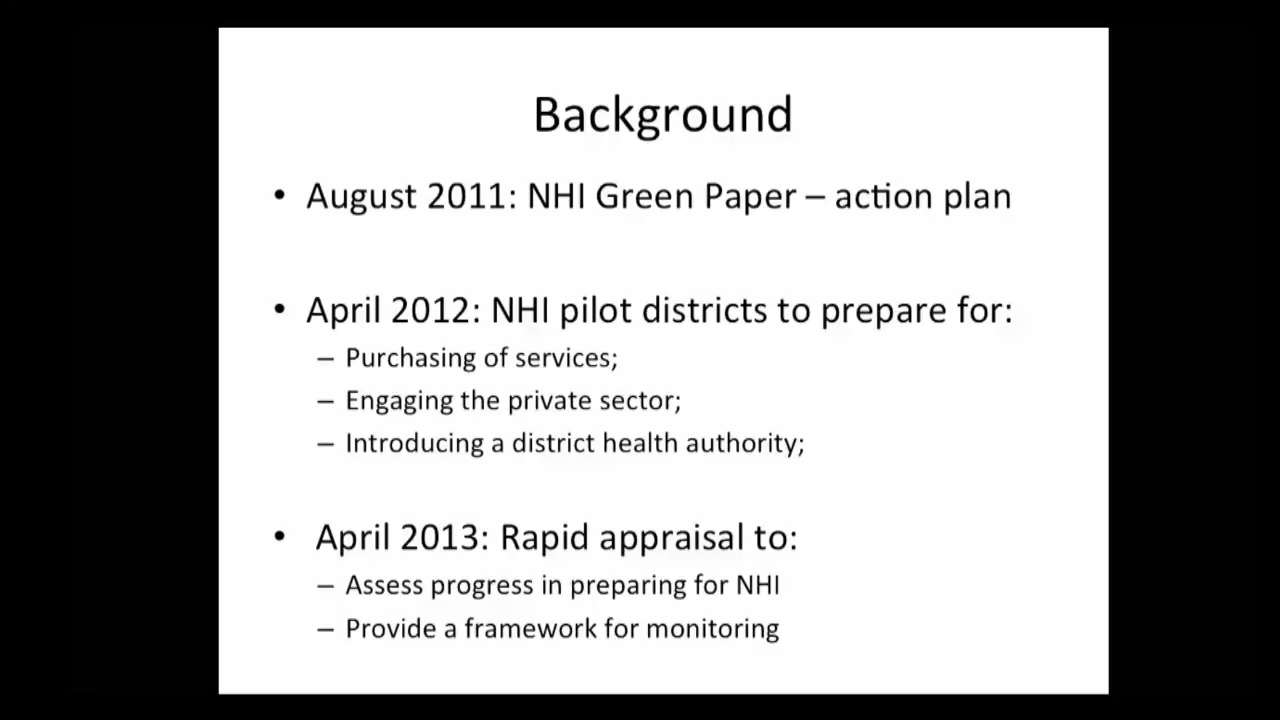 Background
• August 2011: NHI Green Paper – action plan
• April 2012: NHI pilot districts to prepare for:
– Purchasing of services;
– Engaging the private sector;
– Introducing a district health authority;
• April 2013: Rapid appraisal to:
– Assess progress in preparing for NHI
– Provide a framework for monitoring